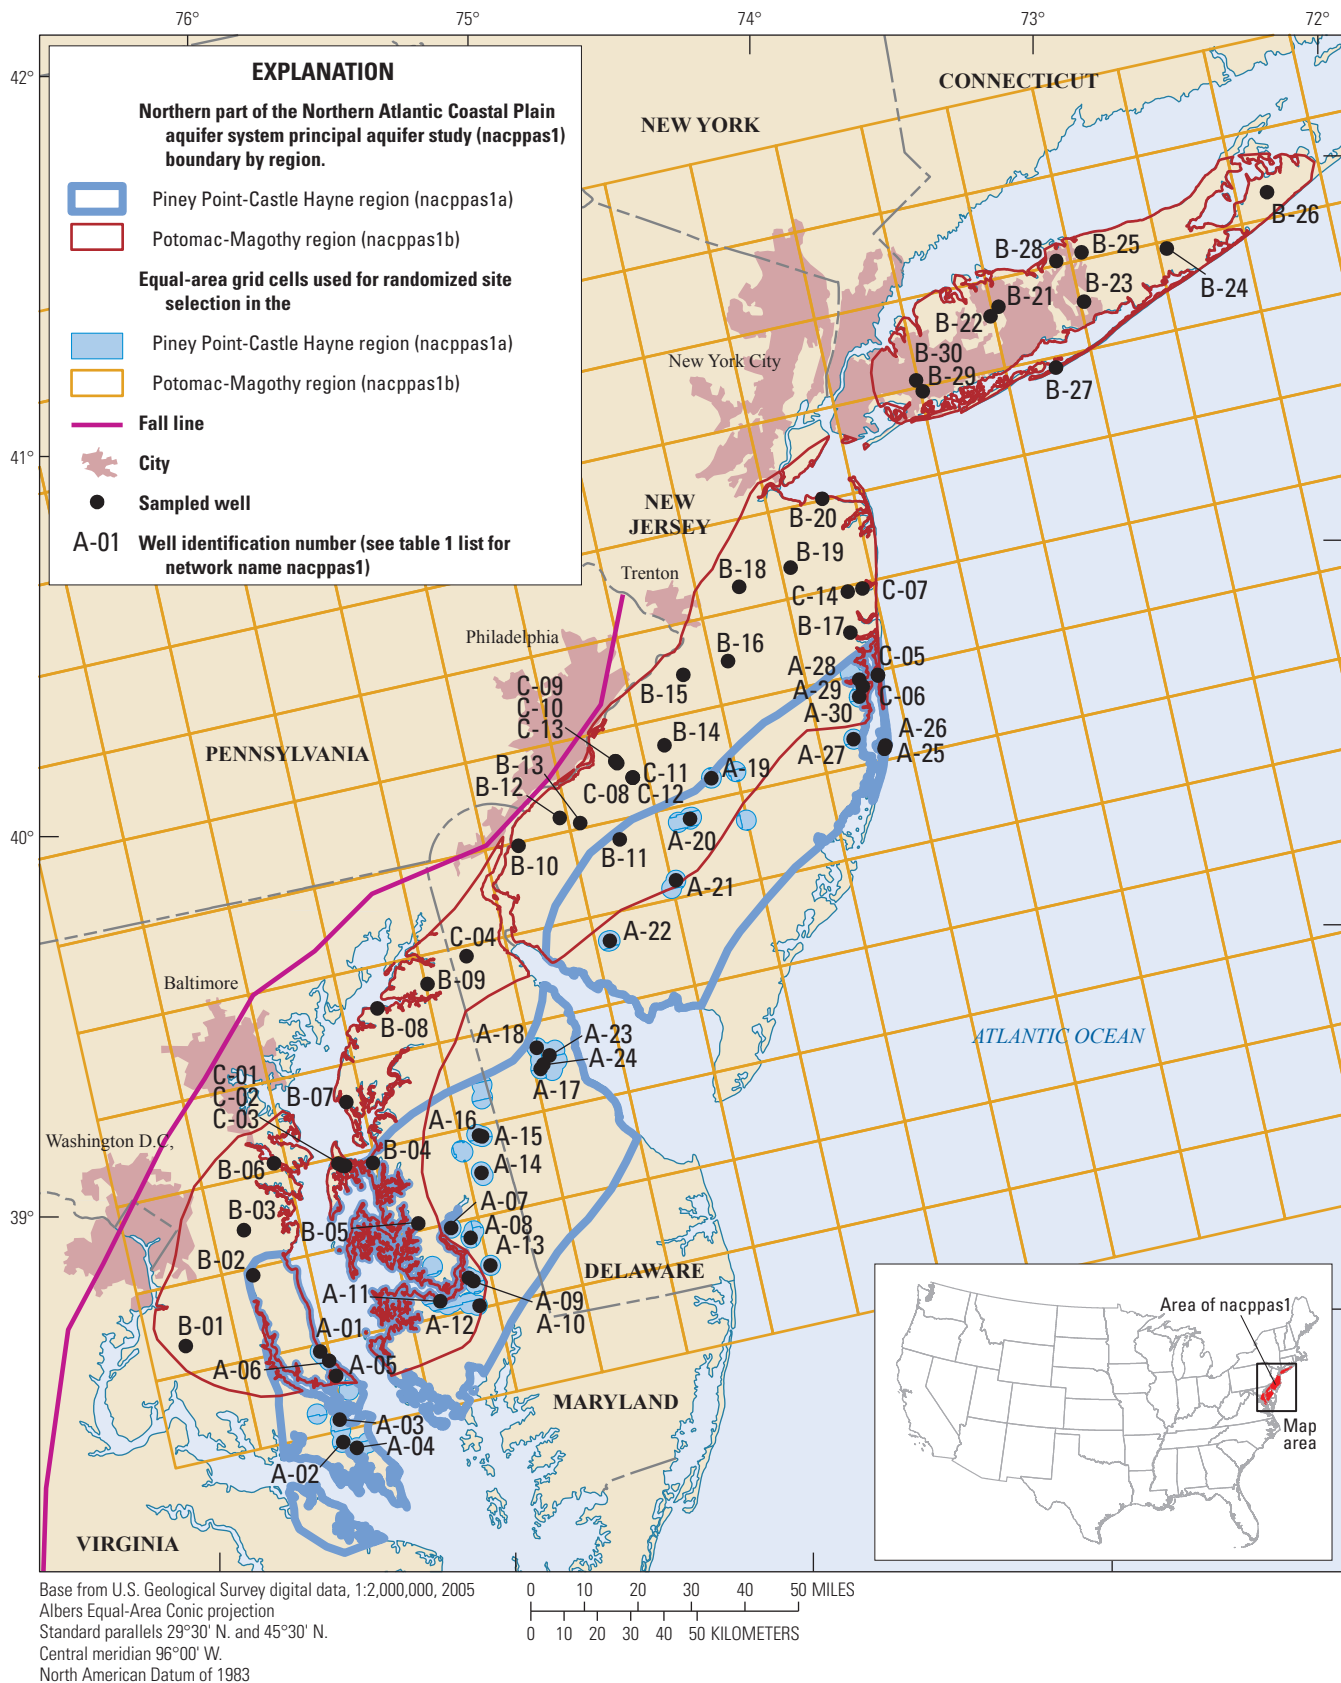 76°
75°
74°
73°
72°
42°
41°
40°
39°
EXPLANATION
Northern part of the Northern Atlantic Coastal Plain
aquifer system principal aquifer study (nacppas1)
boundary by region.
Piney Point-Castle Hayne region (nacppas1a)
Potomac-Magothy region (nacppas1b)
Equal-area grid cells used for randomized site
selection in the
Piney Point-Castle Hayne region (nacppas1a)
Potomac-Magothy region (nacppas1b)
Fall line
City
Sampled well
A-01 Well identification number (see table 1 list for
network name nacppas1)
CONNECTICUT
NEW YORK
B-26
B-28
B-25
B-24
B-23
B-21
B-22
New York City
B-30
B-29
B-27
NEW
JERSEY
B-20
B-19
B-18
C-14
C-07
Trenton
B-17
Philadelphia
B-16
C-05
A-28
A-29
C-06
A-30
B-15
C-09
C-10
C-13
A-26
A-25
A-27
B-14
PENNSYLVANIA
B-13
B-12
C-11
C-08
C-12
A-19
A-20
B-11
B-10
A-21
A-22
C-04
B-09
Baltimore
B-08
A-18
A-23
A-24
A-17
ATLANTIC OCEAN
C-01
C-02
C-03
B-07
A-16
A-15
Washington D.C,
B-04
B-06
A-14
A-07
B-03
B-05
A-08
A-13
B-02
DELAWARE
A-11
A-09
A-10
A-12
B-01
A-01
A-06
A-05
MARYLAND
A-03
A-04
A-02
VIRGINIA
Area of nacppas1
Map
area
Base from U.S. Geological Survey digital data, 1:2,000,000, 2005
Albers Equal-Area Conic projection
Standard parallels 29°30' N. and 45°30' N.
Central meridian 96°00' W.
North American Datum of 1983
0 10 20 30 40 50 MILES
0 10 20 30 40 50 KILOMETERS